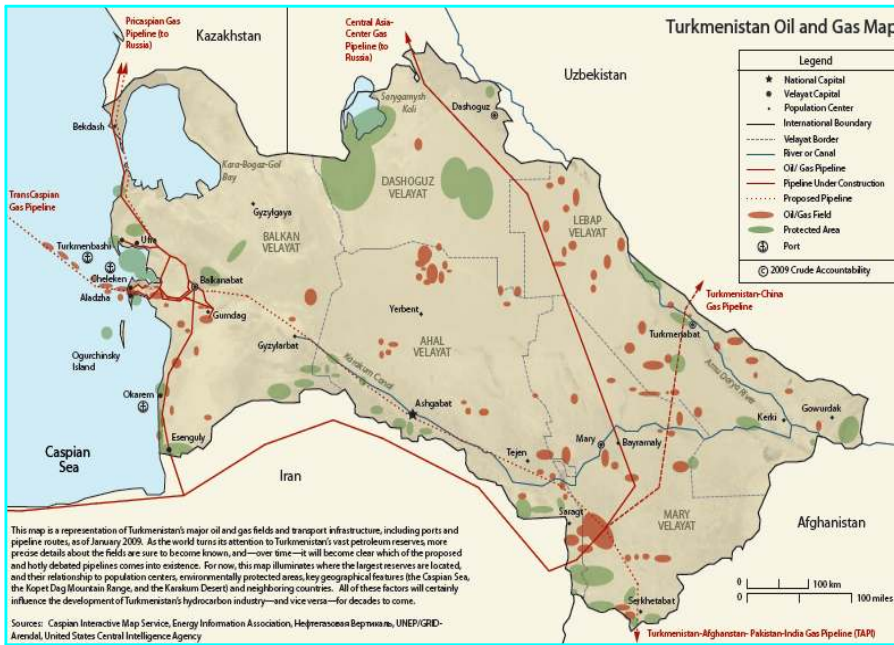 Turkmenistan Oil and Gas Map
Pricaspian Gas
Pipeline (to
Russia)
Kazakhstan
Central Asia-
Center Gas
Pipeline (to
Russia)
Uzbekistan
Legend
National Capital
Velayat Capital
Population Center
International Boundary
Velayat Border
River or Canal
Oil/ Gas Pipeline
Pipeline Under Construction
Proposed Pipeline
Oil/Gas Field
Protected Area
Port
© 2009 Crude Accountability
Sarygamysh
Koli
Dashoguz
Bekdash
Kara-Bogaz-Gol
Bay
DASHOGUZ
VELAYAT
TransCaspian
Gas Pipeline
Gyzylgaya
LEBAP
VELAYAT
BALKAN
VELAYAT
Turkmenbashi
Ufra
Cheleken
Aladzha
Balkanabat
Turkmenistan-China
Gas Pipeline
Gumdag
Yerbent
Turkmenabat
Gyzylarbat
AHAL
VELAYAT
Ogurchinsky
Island
Karakum Canal
Amu Darya River
Okarem
Ashgabat
Kerki
Gowurdak
Esenguly
Mary
Bayramaly
Caspian
Sea
Tejen
Iran
Saragt
MARY
VELAYAT
Afghanistan
This map is a representation of Turkmenistan's major oil and gas fields and transport infrastructure, including ports and
pipeline routes, as of January 2009. As the world turns its attention to Turkmenistan's vast petroleum reserves, more
precise details about the fields are sure to become known, and—over time—it will become clear which of the proposed
and hotly debated pipelines comes into existence. For now, this map illuminates where the largest reserves are located,
and their relationship to population centers, environmentally protected areas, key geographical features (the Caspian Sea,
the Kopet Dag Mountain Range, and the Karakum Desert) and neighboring countries. All of these factors will certainly
influence the development of Turkmenistan's hydrocarbon industry—and vice versa—for decades to come.
0 100 km
0 100 miles
Serkhetabat
Sources: Caspian Interactive Map Service, Energy Information Association, Нефтегазовая Вертикаль, UNEP/GRID-
Arendal, United States Central Intelligence Agency
Turkmenistan-Afghanistan- Pakistan-India Gas Pipeline (TAPI)